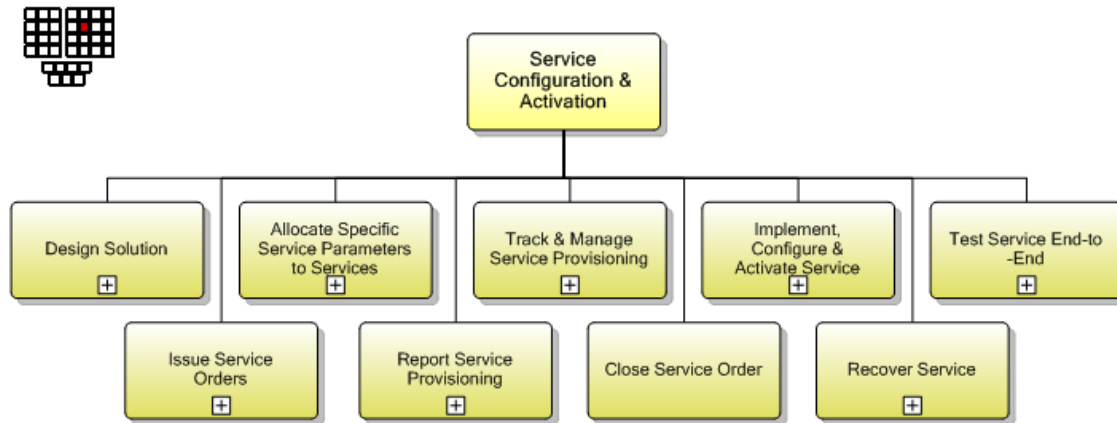 Service
Configuration &
Activation
Design Solution
Allocate Specific
Service Parameters
to Services
Track & Manage
Service Provisioning
Implement,
Configure &
Activate Service
Test Service End-to
-End
Issue Service
Orders
Report Service
Provisioning
Close Service Order
Recover Service